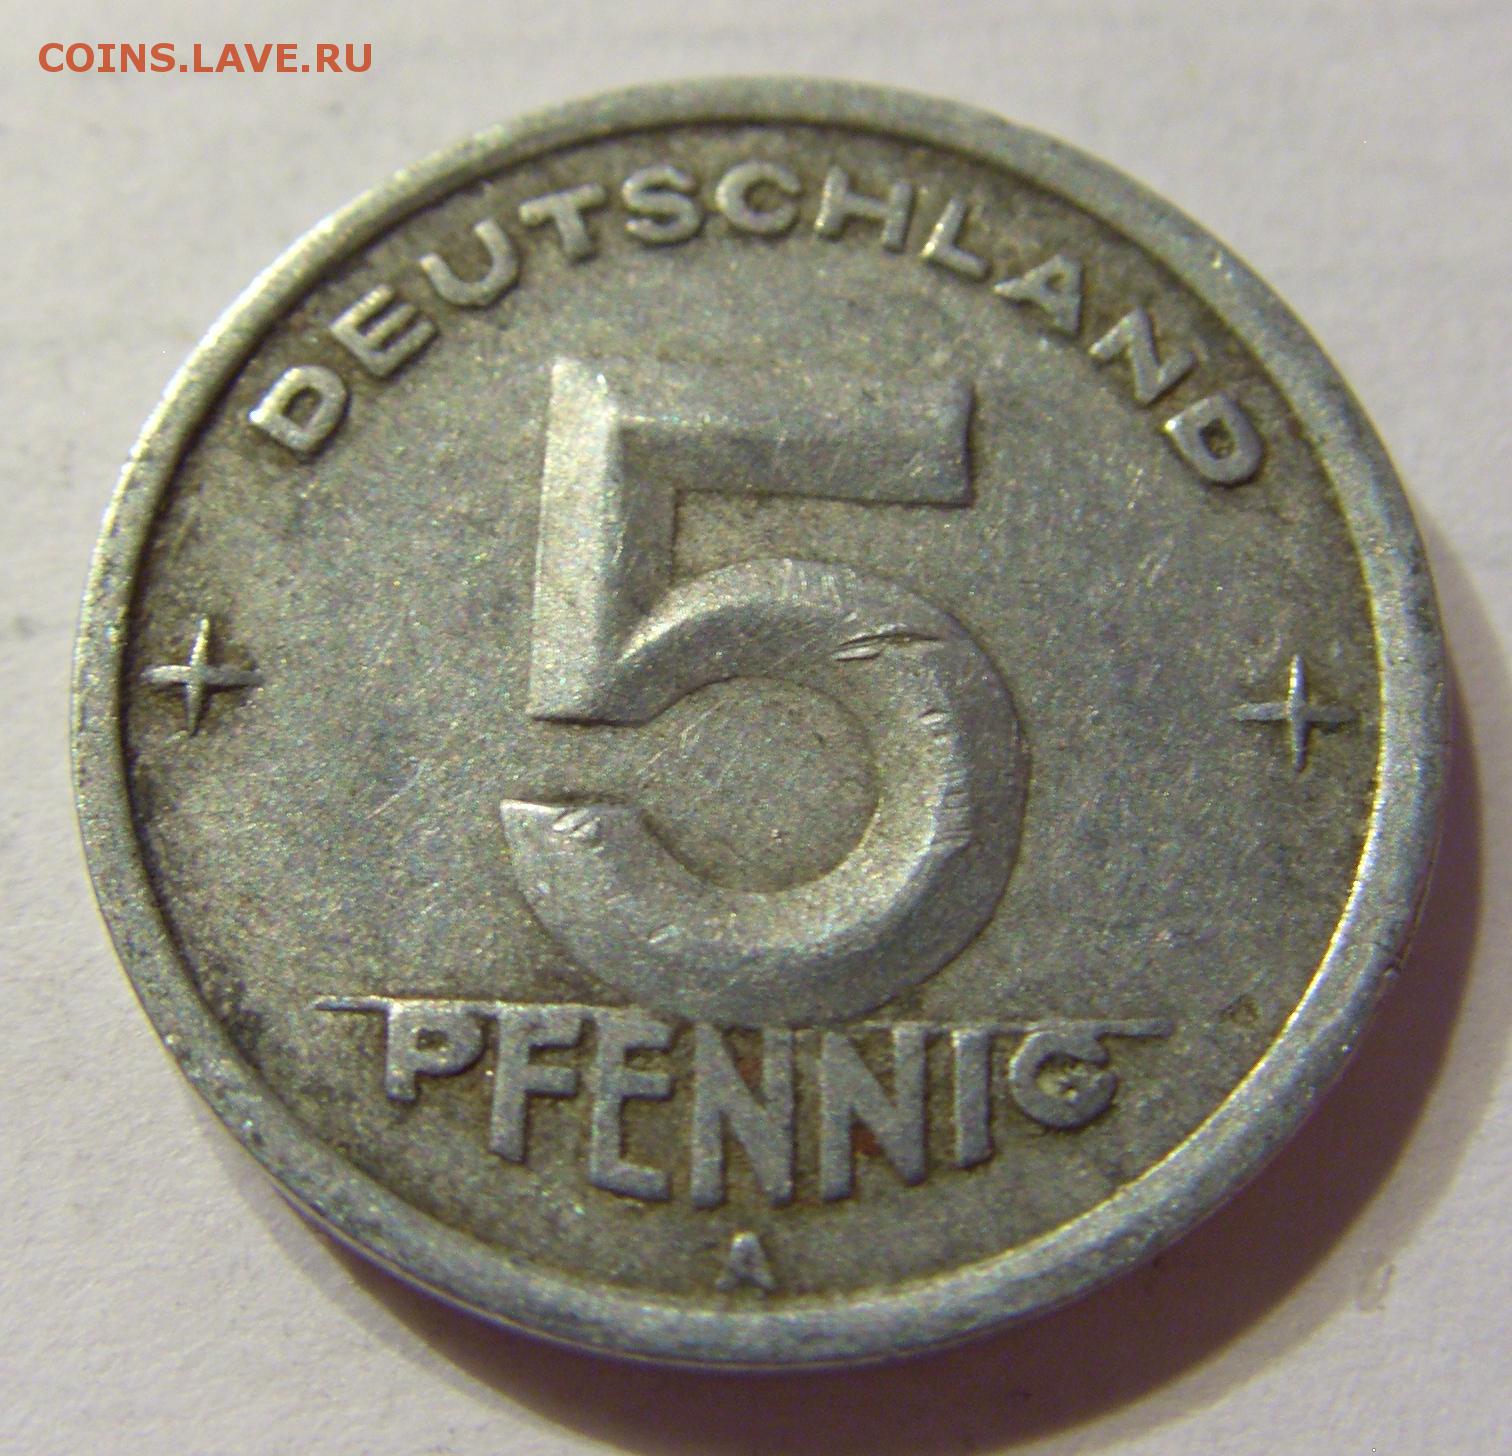 COINS.LAVE.RU
DEUTSCHLAND
5
PFENNIG
A